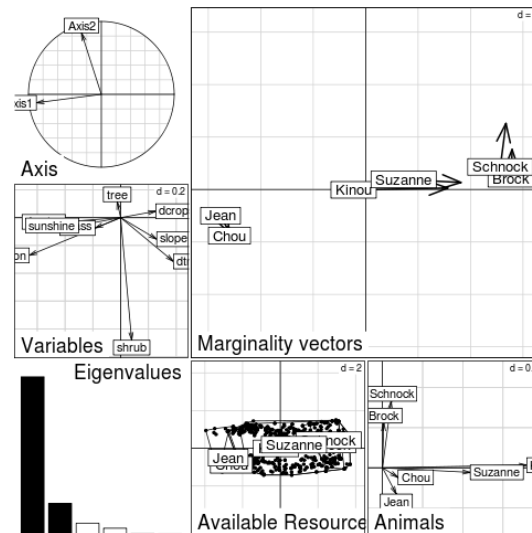 Axis2
xis1
Axis
d =
Schnock
Brock
Suzanne
Kinou
Jean
Chou
Marginality vectors
d = 0.2
tree
dcrop
sunshine
ss
slope
dtr
on
shrub
Variables
Eigenvalues
d = 2
nock
Suzanne
Jean
Chou
Available Resource
d = 0.
Schnock
Brock
Chou
Suzanne
Jean
Animals